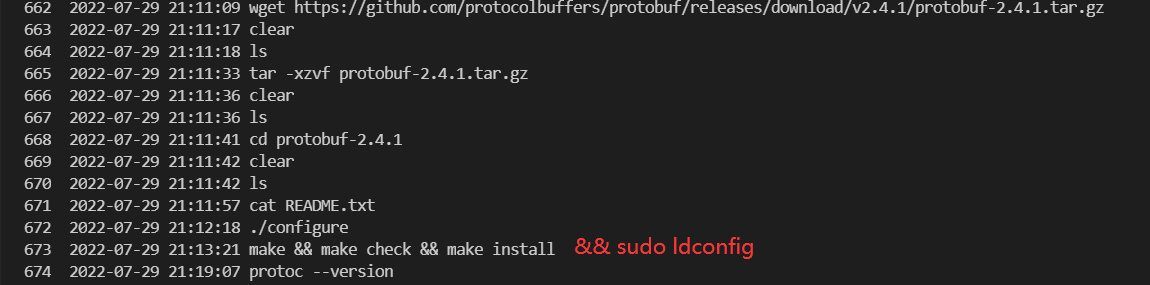 662 2022-07-29 21:11:09 wget https://github.com/protocolbuffers/protobuf/releases/download/v2.4.1/protobuf-2.4.1.tar.gz
663 2022-07-29 21:11:17 clear
664 2022-07-29 21:11:18 ls
665 2022-07-29 21:11:33 tar -xzvf protobuf-2.4.1.tar.gz
666 2022-07-29 21:11:36 clear
667 2022-07-29 21:11:36 ls
668 2022-07-29 21:11:41 cd protobuf-2.4.1
669 2022-07-29 21:11:42 clear
670 2022-07-29 21:11:42 ls
671 2022-07-29 21:11:57 cat README.txt
672 2022-07-29 21:12:18 ./configure
673 2022-07-29 21:13:21 make && make check && make install && sudo ldconfig
674 2022-07-29 21:19:07 protoc --version